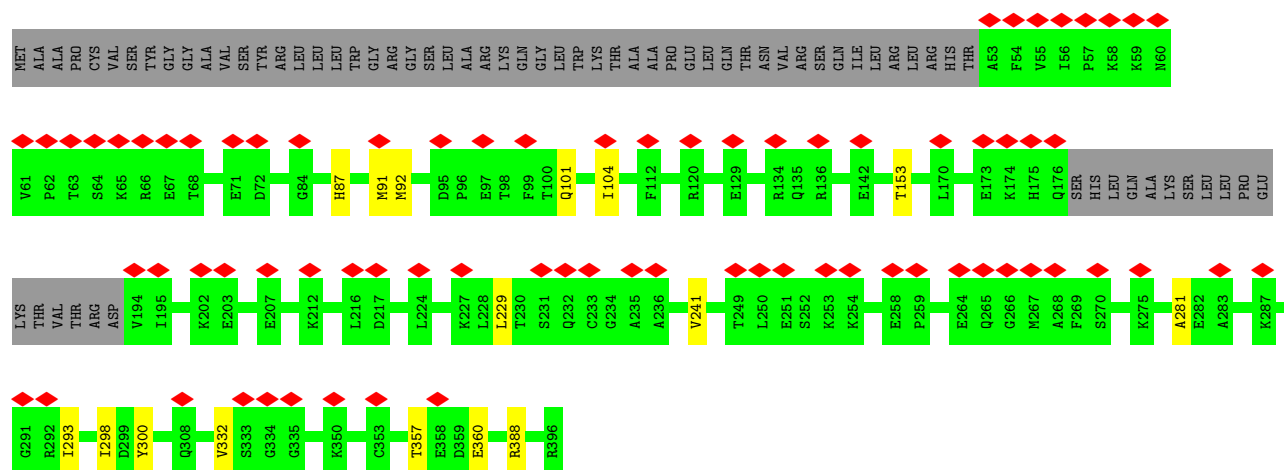 MET ALA ALA PRO CYS VAL SER TYR GLY GLY ALA VAL SER TYR ARG LEU LEU LEU TRP GLY ARG GLY SER LEU ALA ARG LYS GLN GLY LEU TRP LYS THR ALA ALA PRO GLU LEU GLN THR ASN VAL ARG SER GLN ILE LEU ARG LEU ARG HIS THR A53 F54 V55 I56 P57 K58 K59 N60
V61 P62 T63 S64 K65 R66 E67 T68 E71 D72 G84 H87 M91 M92 D95 P96 E97 T98 F99 T100 Q101 I104 F112 R120 E129 R134 Q135 R136 E142 T153 L170 E173 K174 H175 Q176 SER HIS LEU GLN ALA LYS SER LEU LEU PRO GLU
LYS THR VAL THR ARG ASP V194 I195 K202 E203 E207 K212 L216 D217 L224 K227 L228 L229 T230 S231 Q232 C233 G234 A235 A236 V241 T249 L250 E251 S252 K253 K254 E258 P259 E264 Q265 G266 M267 A268 F269 S270 K275 A281 E282 A283 K287
G291 R292 I293 I298 D299 Y300 Q308 V332 S333 G334 G335 K350 C353 T357 E358 D359 E360 R388 R396